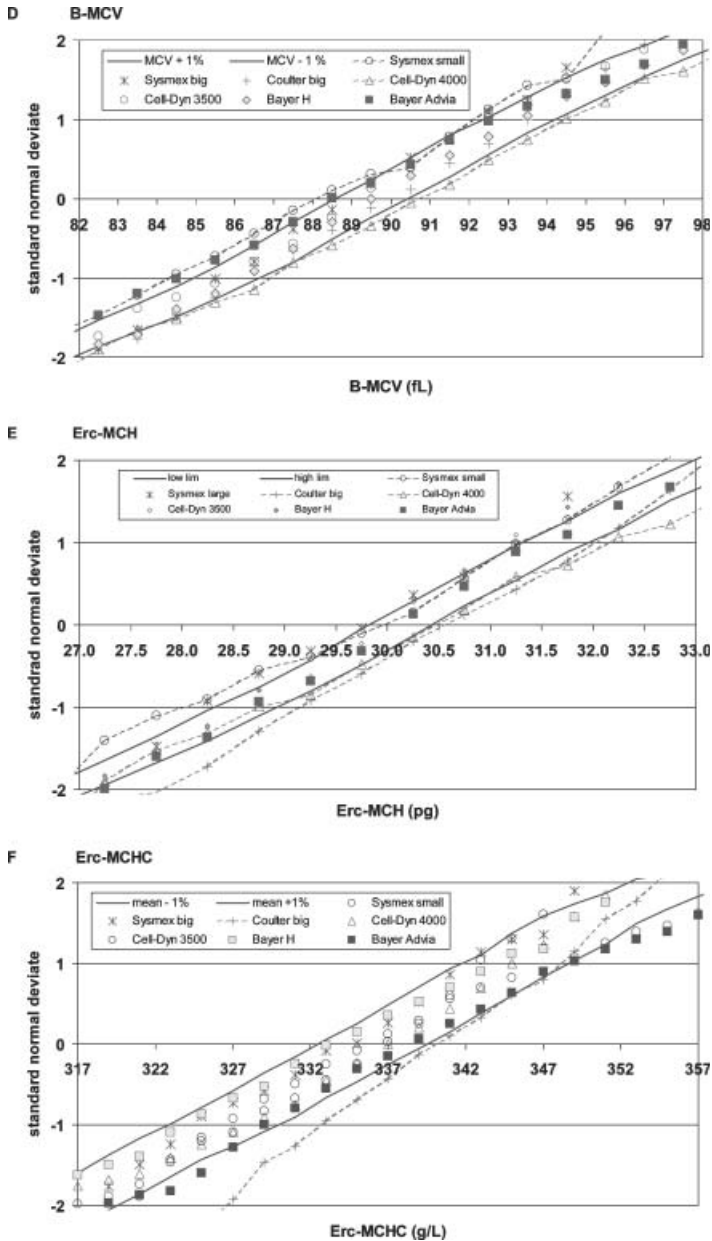 D B-MCV
2
MCV + 1% MCV - 1 % Sysmex small
Sysmex big Coulter big Cell-Dyn 4000
Cell-Dyn 3500 Bayer H Bayer Advia
1
0
82 83 84 85 86 87 88 89 90 91 92 93 94 95 96 97 98
-1
-2
standard normal deviate
B-MCV (fL)
E Erc-MCH
2
low lim high lim Sysmex small
Sysmex large Coulter big Cell-Dyn 4000
Cell-Dyn 3500 Bayer H Bayer Advia
1
0
27.0 27.5 28.0 28.5 29.0 29.5 30.0 30.5 31.0 31.5 32.0 32.5 33.0
-1
-2
standrad normal deviate
Erc-MCH (pg)
F Erc-MCHC
2
mean - 1% mean +1% Sysmex small
Sysmex big Coulter big Cell-Dyn 4000
Cell-Dyn 3500 Bayer H Bayer Advia
1
0
317 322 327 332 337 342 347 352 357
-1
-2
standard normal deviate
Erc-MCHC (g/L)